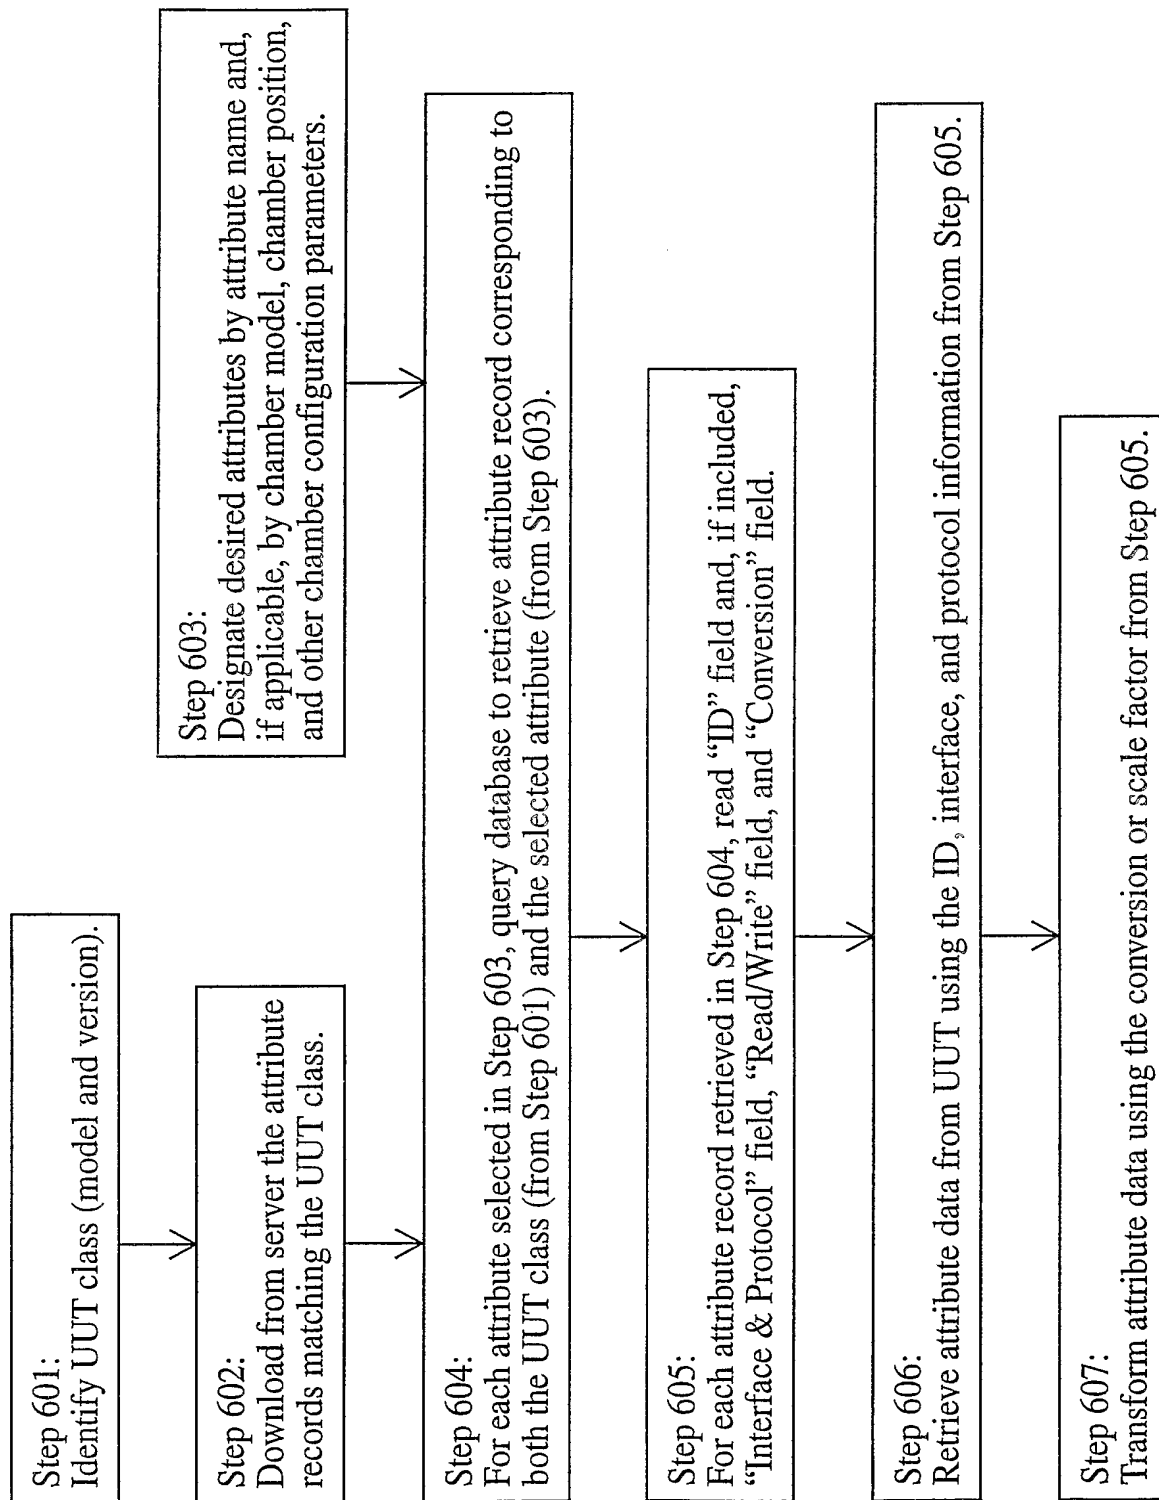 Step 601:
Identify UUT class (model and version).
Step 602:
Download from server the attribute
records matching the UUT class.
Step 603:
Designate desired attributes by attribute name and,
if applicable, by chamber model, chamber position,
and other chamber configuration parameters.
Step 604:
For each attribute selected in Step 603, query database to retrieve attribute record corresponding to
both the UUT class (from Step 601) and the selected attribute (from Step 603).
Step 605:
For each attribute record retrieved in Step 604, read “ID” field and, if included,
“Interface & Protocol” field, “Read/Write” field, and “Conversion” field.
Step 606:
Retrieve attribute data from UUT using the ID, interface, and protocol information from Step 605.
Step 607:
Transform attribute data using the conversion or scale factor from Step 605.